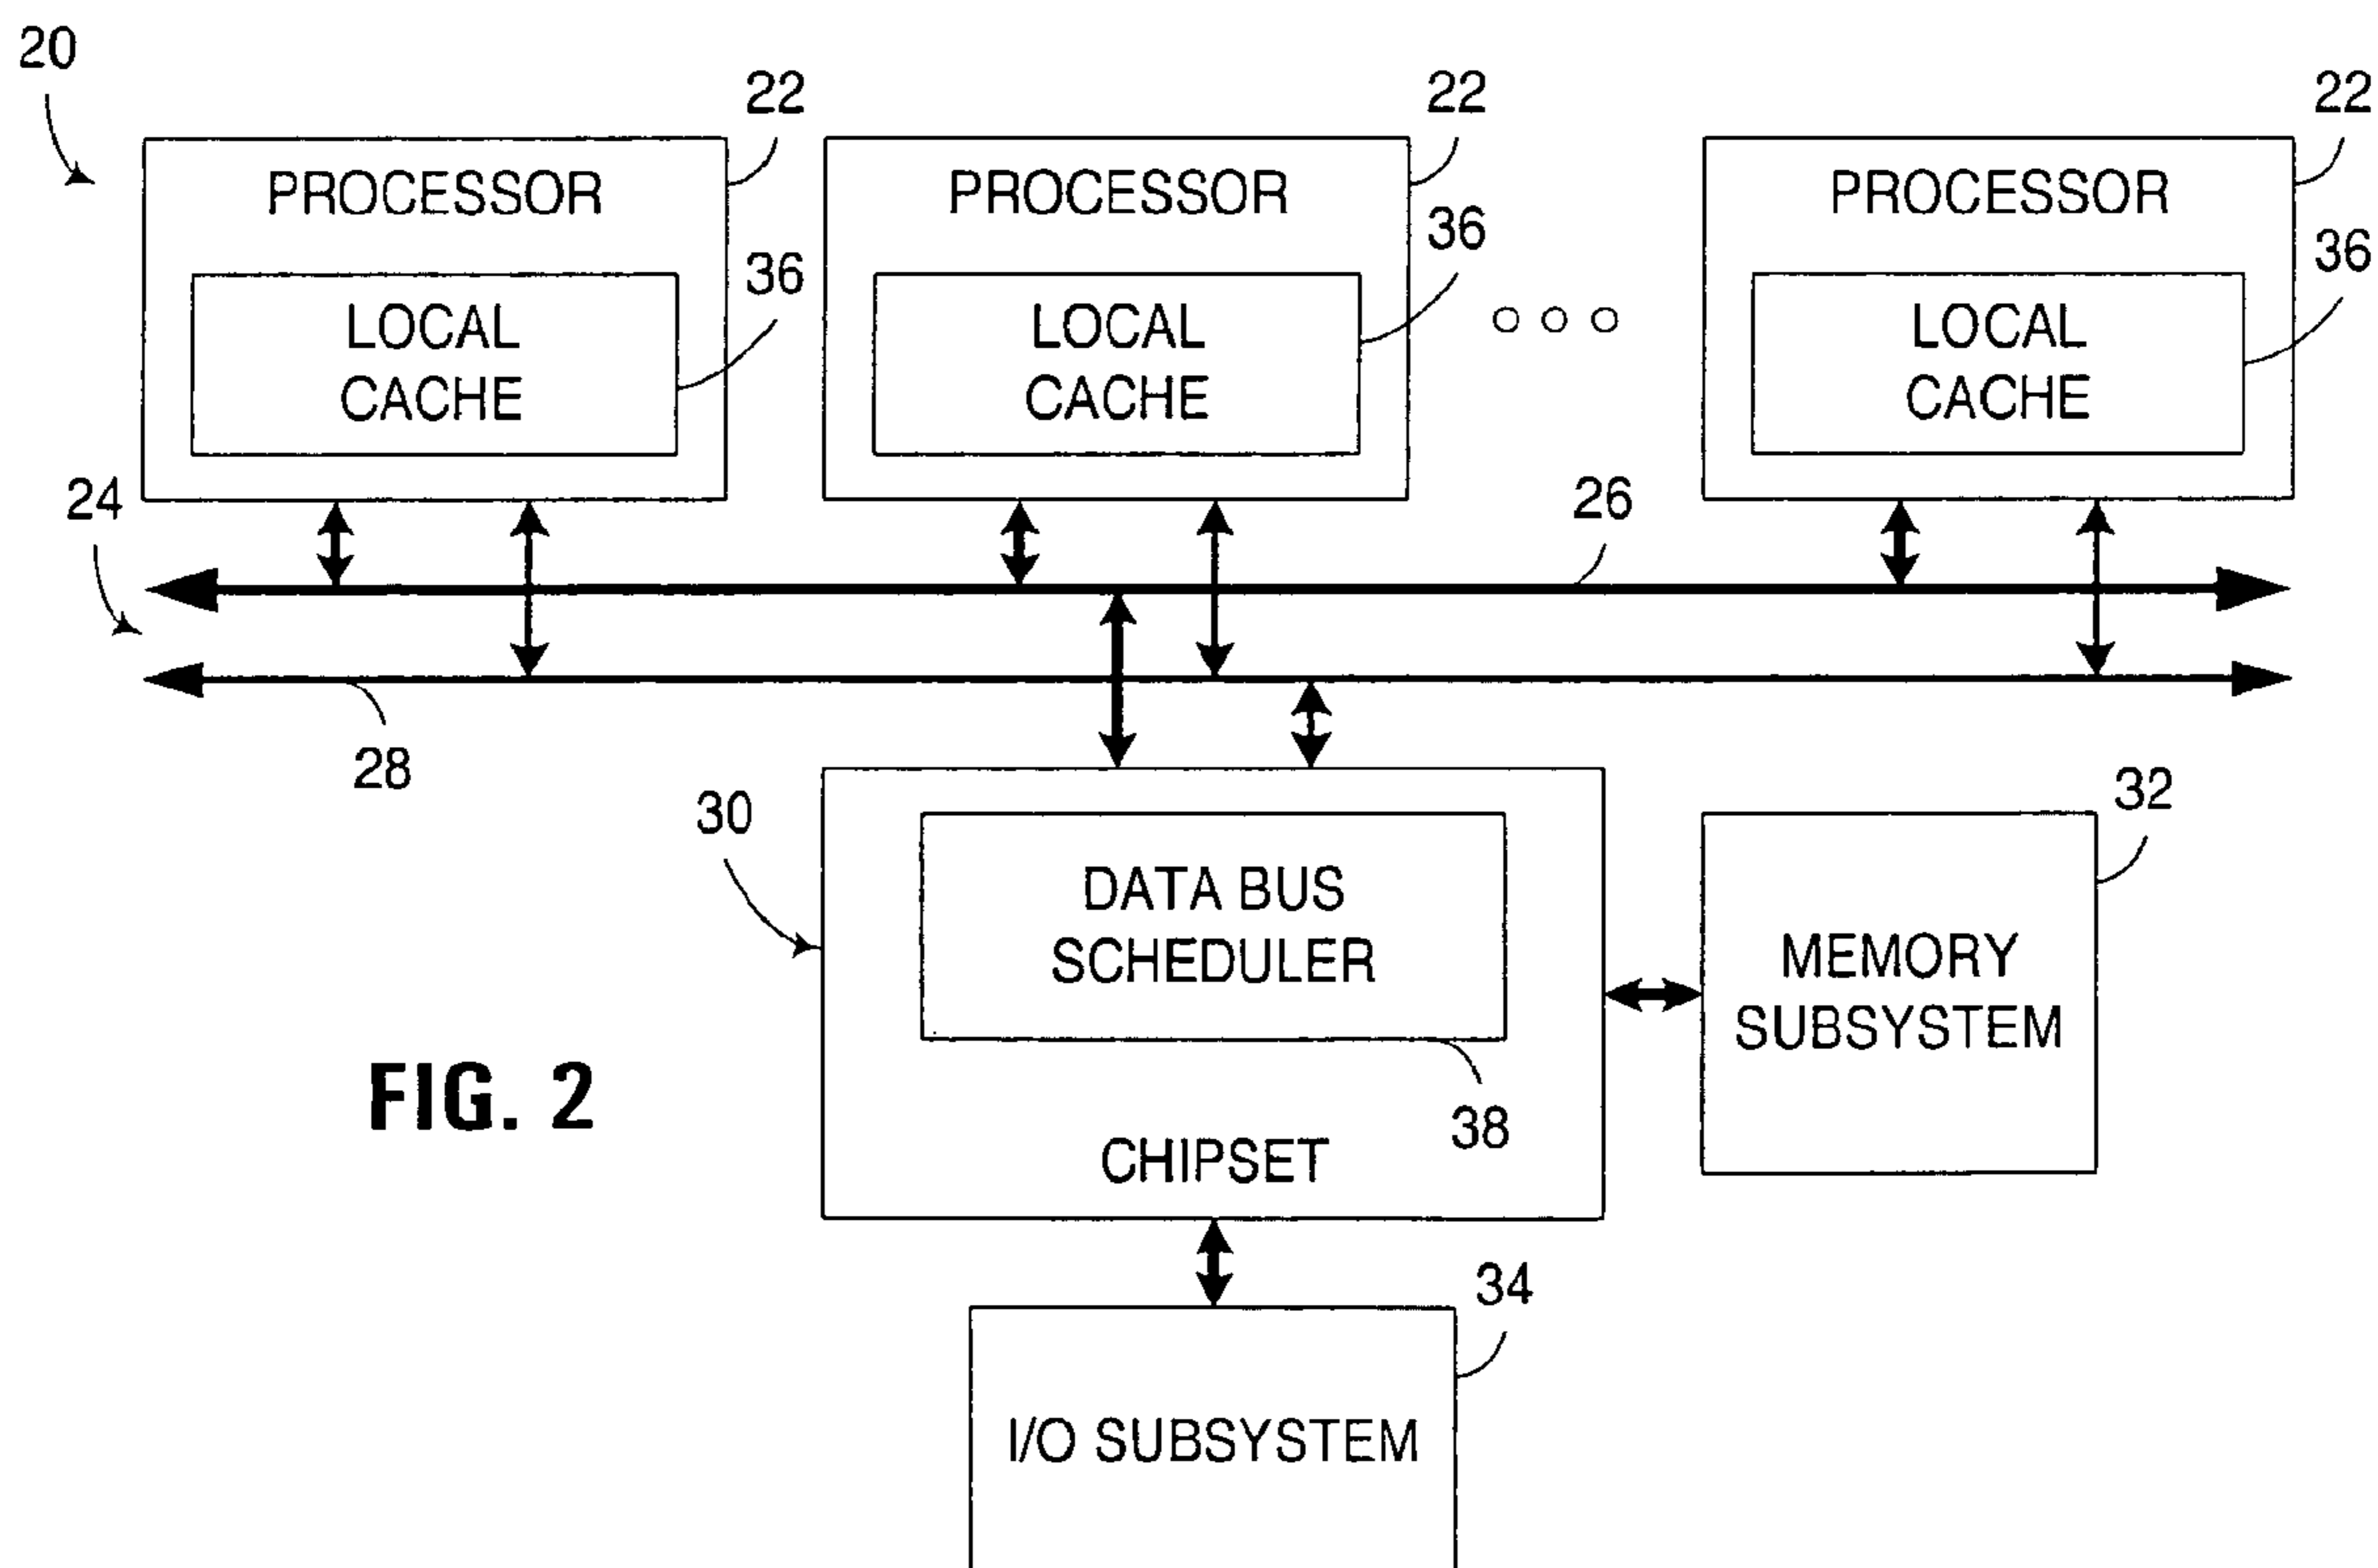 20
22
22
22
PROCESSOR
PROCESSOR
PROCESSOR
36
36
36
LOCAL
CACHE
LOCAL
CACHE
LOCAL
CACHE
24
26
28
30
32
DATA BUS
SCHEDULER
MEMORY
SUBSYSTEM
FIG. 2
38
CHIPSET
34
I/O SUBSYSTEM